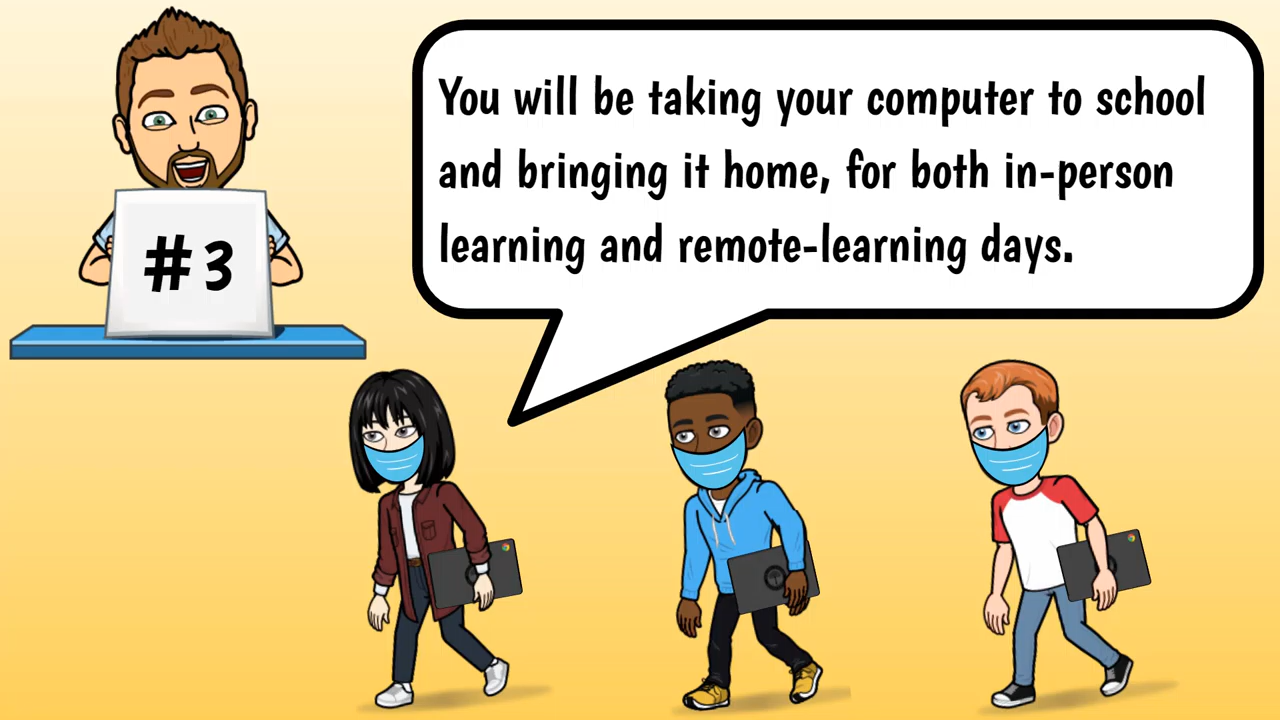 #3
You will be taking your computer to school
and bringing it home, for both in-person
learning and remote-learning days.